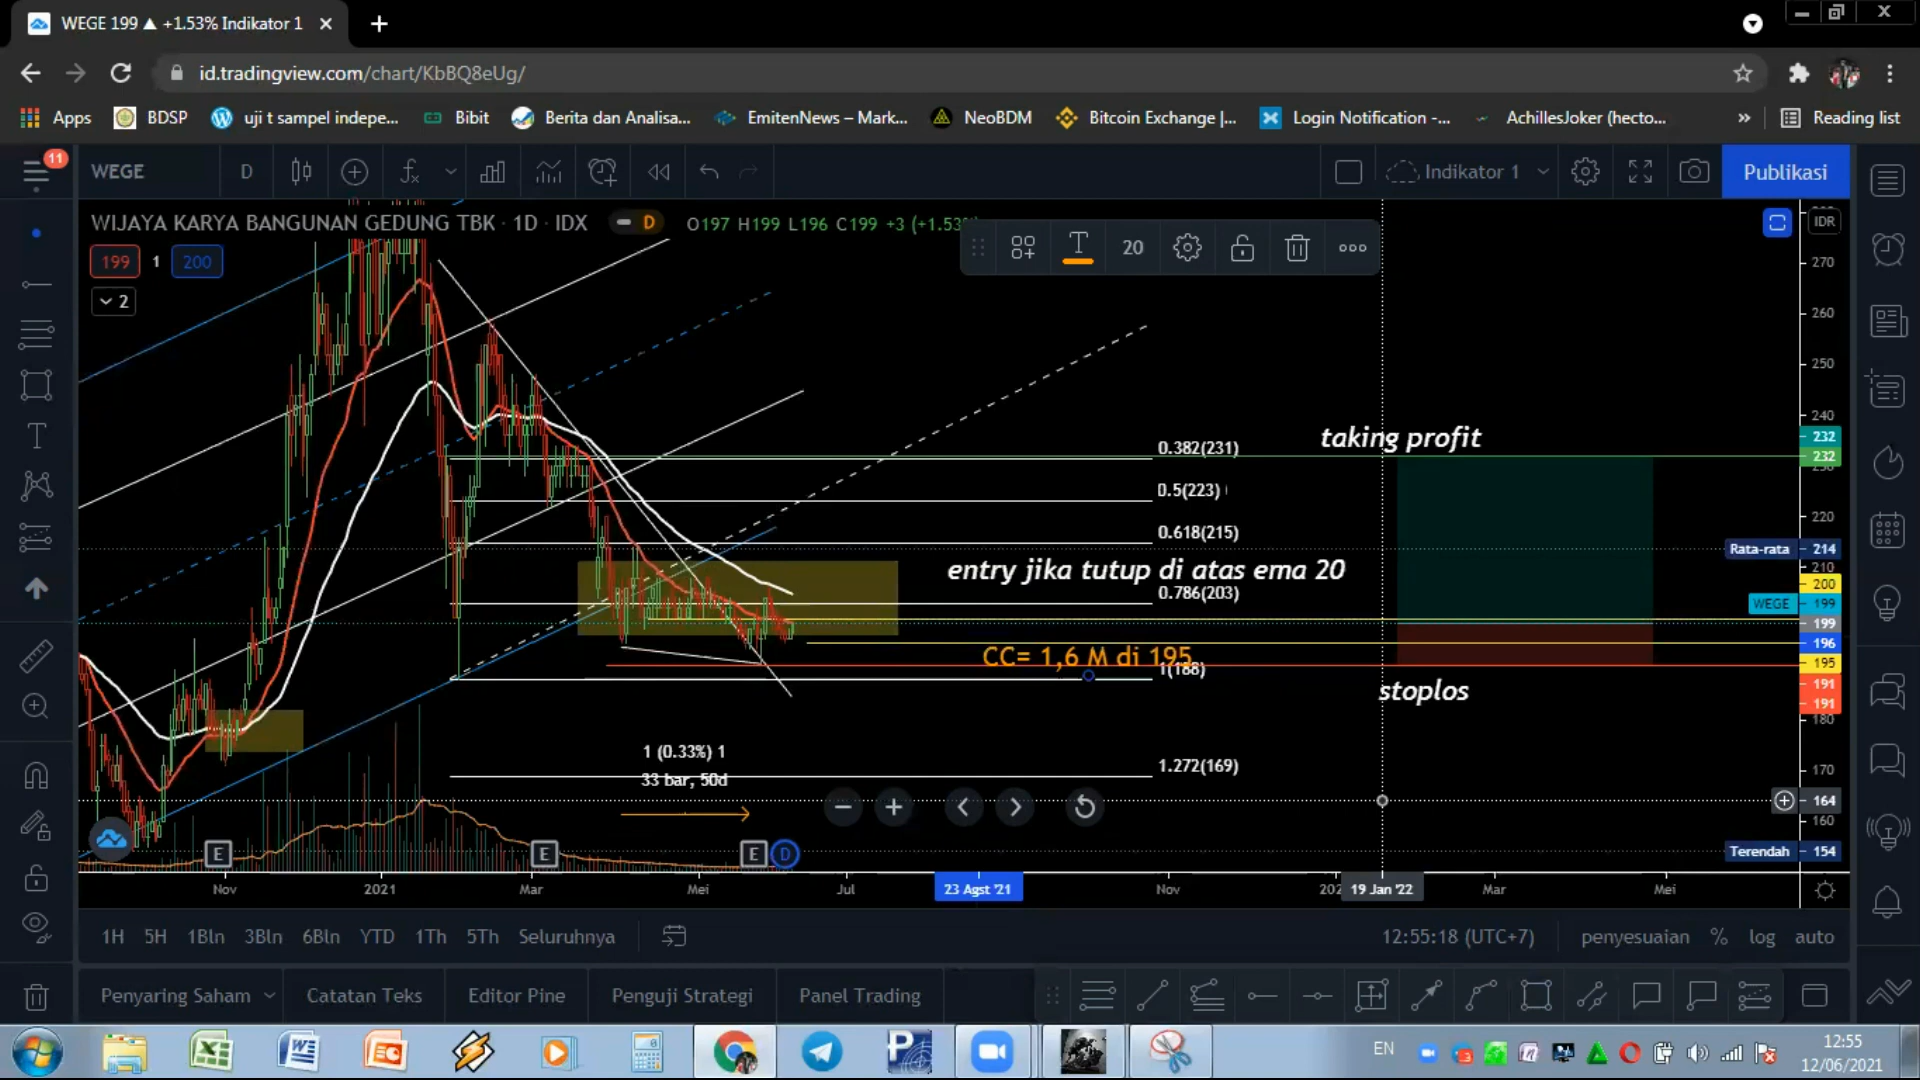 WEGE 199 ▲ +1.53% Indikator 1
id.tradingview.com/chart/KbBQ8eUg/
Apps BDSP uji t sampel indepe... Bibit Berita dan Analisa... EmitenNews – Mark... NeoBDM Bitcoin Exchange |... Login Notification -... AchillesJoker (hecto... » Reading list
11
WEGE D Indikator 1 Publikasi
WIJAYA KARYA BANGUNAN GEDUNG TBK · 1D · IDX D O197 H199 L196 C199 +3 (+1.53%
IDR
199 1 200
20
2
270
260
250
240
taking profit
232
0.382(231)
232
230
0.5(223)
220
0.618(215)
Rata-rata 214
entry jika tutup di atas ema 20
210
200
0.786(203)
WEGE 199
199
196
CC= 1,6 M di 195
195
1(188)
stoplos
191
191
180
1 (0.33%) 1
33 bar, 50d
1.272(169)
170
164
160
E E E D
Terendah 154
Nov 2021 Mar Mei Jul 23 Agst '21 Nov 19 Jan '22 Mar Mei
1H 5H 1Bln 3Bln 6Bln YTD 1Th 5Th Seluruhnya 12:55:18 (UTC+7) penyesuaian % log auto
Penyaring Saham Catatan Teks Editor Pine Penguji Strategi Panel Trading
EN
12:55
12/06/2021